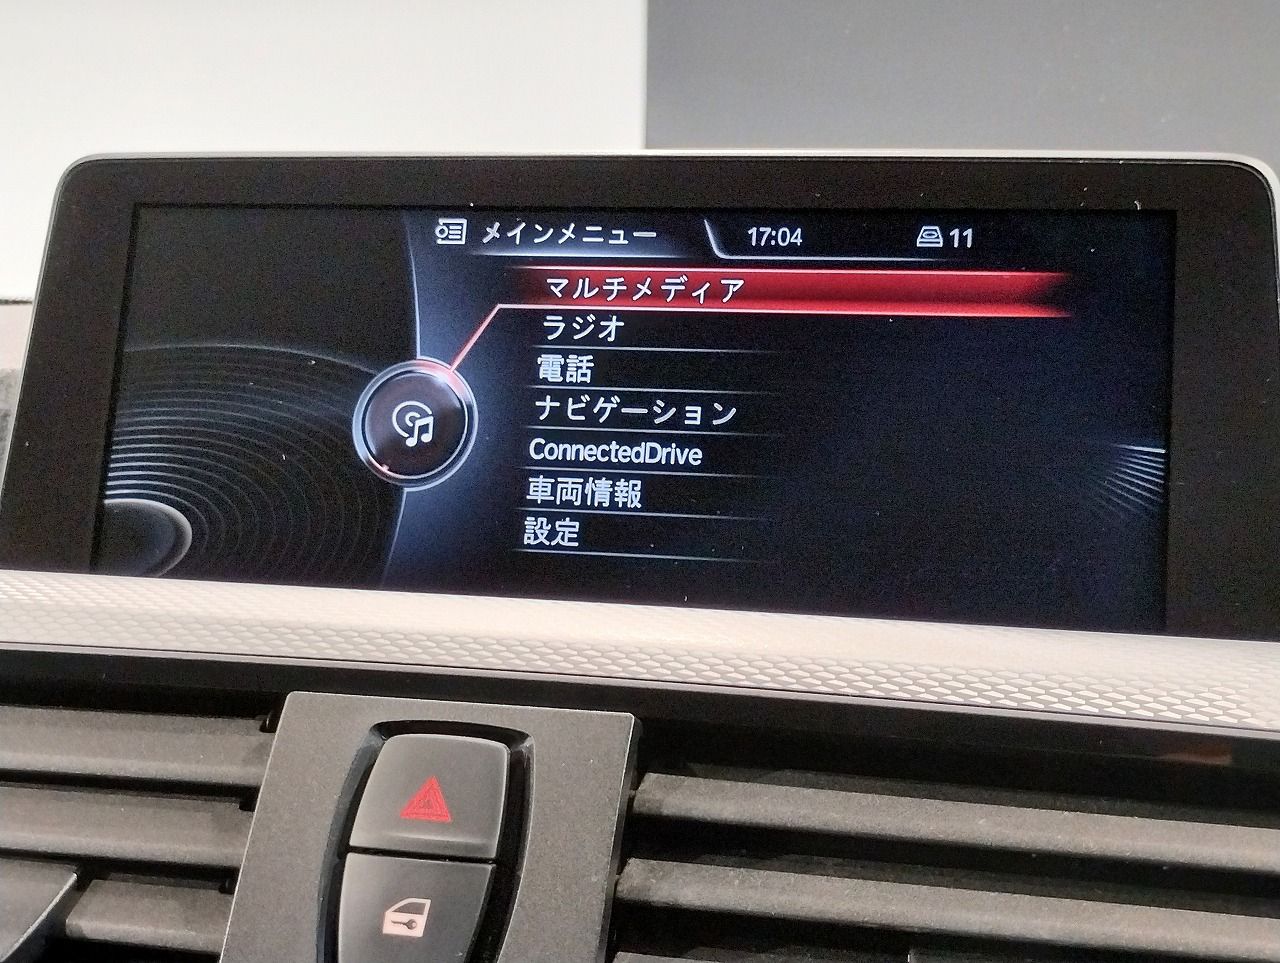 メインメニュー 17:04 11
マルチメディア
ラジオ
電話
ナビゲーション
ConnectedDrive
車両情報
設定